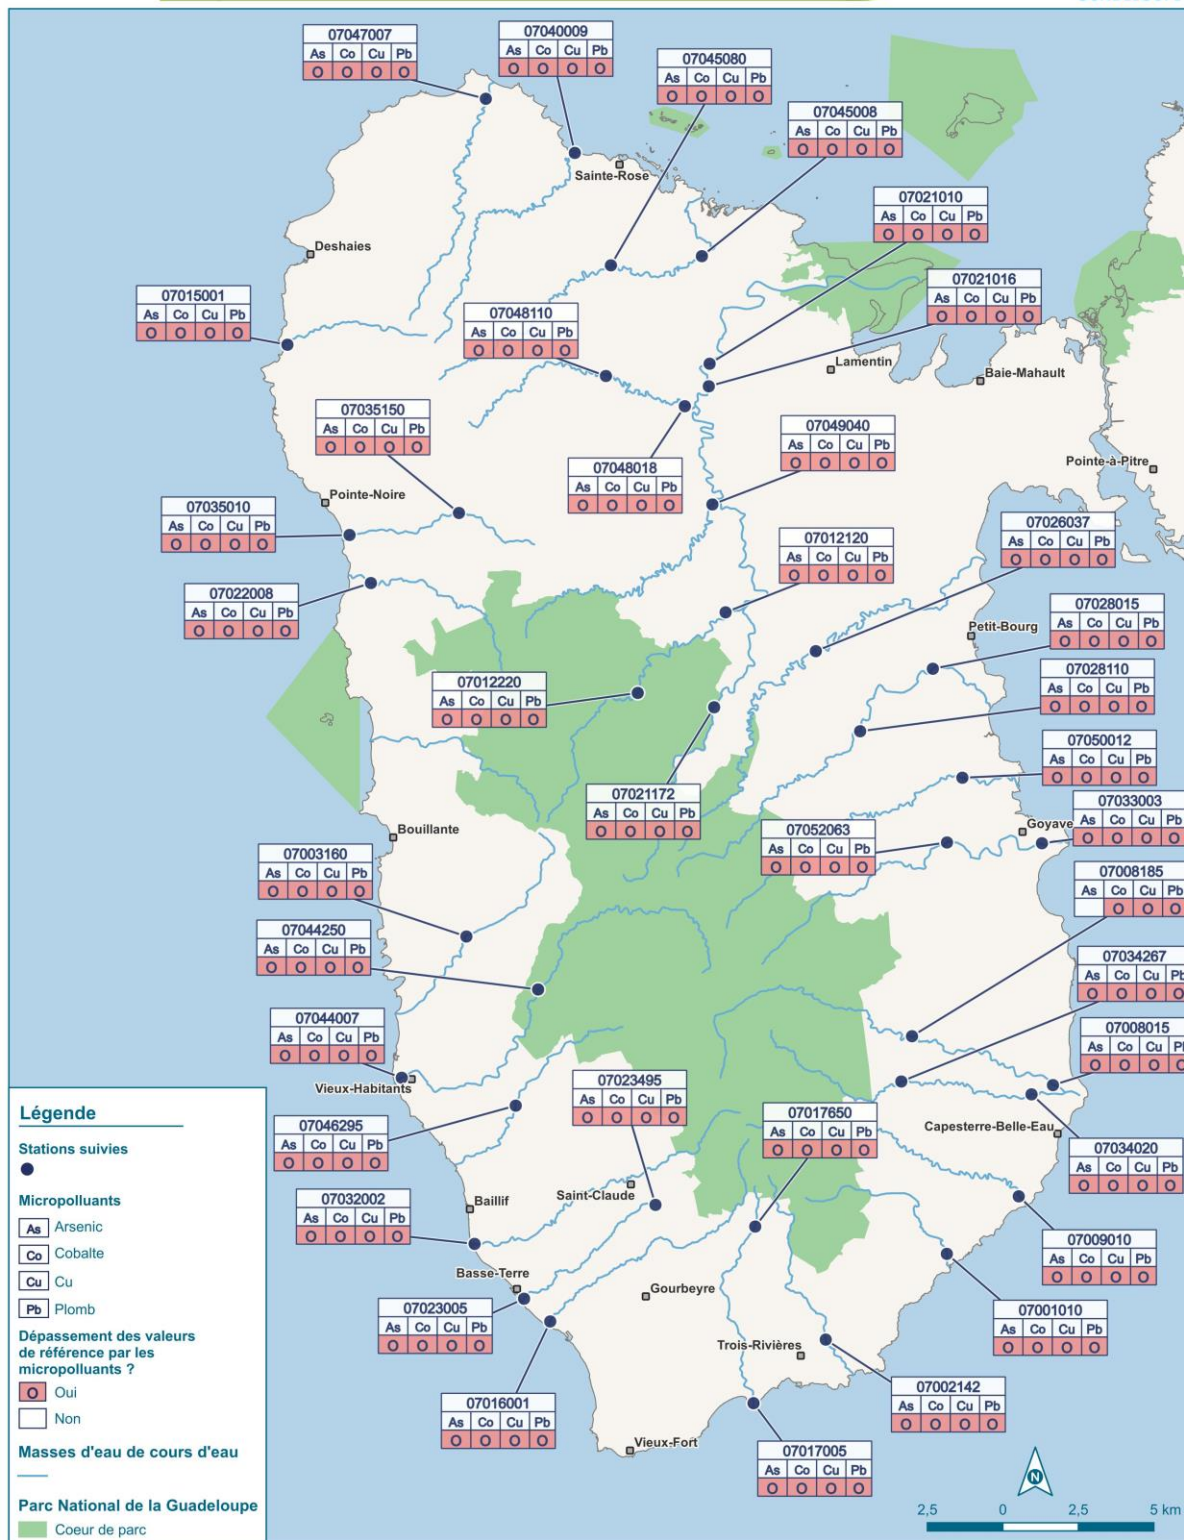 07047007
As Co Cu Pb
O O O O
07040009
As Co Cu Pb
O O O O
07045080
As Co Cu Pb
O O O O
07045008
As Co Cu Pb
O O O O
Sainte-Rose
07021010
As Co Cu Pb
O O O O
Deshaies
07021016
As Co Cu Pb
O O O O
07015001
As Co Cu Pb
O O O O
07048110
As Co Cu Pb
O O O O
Lamentin
Baie-Mahault
07035150
As Co Cu Pb
O O O O
07049040
As Co Cu Pb
O O O O
07048018
As Co Cu Pb
O O O O
Pointe-à-Pitre
Pointe-Noire
07035010
As Co Cu Pb
O O O O
07026037
As Co Cu Pb
O O O O
07012120
As Co Cu Pb
O O O O
07022008
As Co Cu Pb
O O O O
07028015
As Co Cu Pb
O O O O
Petit-Bourg
07028110
As Co Cu Pb
O O O O
07012220
As Co Cu Pb
O O O O
07050012
As Co Cu Pb
O O O O
07021172
As Co Cu Pb
O O O O
07033003
As Co Cu Pb
O O O O
Goyave
07052063
As Co Cu Pb
O O O O
Bouillante
07003160
As Co Cu Pb
O O O O
07008185
As Co Cu Pb
O O O
07044250
As Co Cu Pb
O O O O
07034267
As Co Cu Pb
O O O O
07044007
As Co Cu Pb
O O O O
07008015
As Co Cu Pb
O O O O
Vieux-Habitants
07023495
As Co Cu Pb
O O O O
07017650
As Co Cu Pb
O O O O
07046295
As Co Cu Pb
O O O O
Capesterre-Belle-Eau
07034020
As Co Cu Pb
O O O O
Saint-Claude
07032002
As Co Cu Pb
O O O O
Baillif
07009010
As Co Cu Pb
O O O O
Basse-Terre
Gourbeyre
07023005
As Co Cu Pb
O O O O
07001010
As Co Cu Pb
O O O O
Trois-Rivières
07016001
As Co Cu Pb
O O O O
07002142
As Co Cu Pb
O O O O
Vieux-Fort
07017005
As Co Cu Pb
O O O O
Légende
Stations suivies
Micropolluants
As Arsenic
Co Cobalte
Cu Cu
Pb Plomb
Dépassement des valeurs
de référence par les
micropolluants ?
O Oui
Non
Masses d'eau de cours d'eau
Parc National de la Guadeloupe
Coeur de parc
N
2,5 0 2,5 5 km